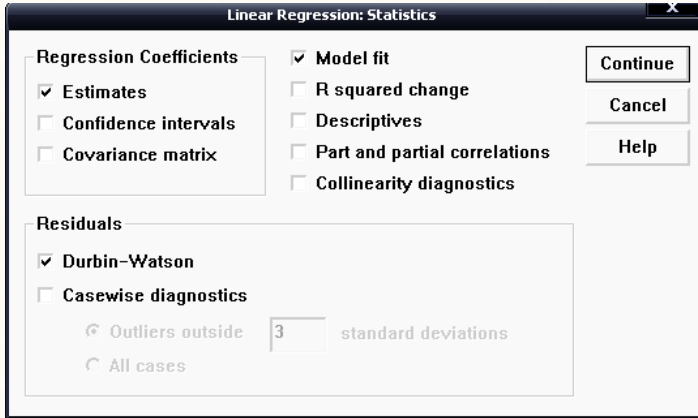 Linear Regression: Statistics
X
Regression Coefficients
Estimates
Confidence intervals
Covariance matrix
Model fit
R squared change
Descriptives
Part and partial correlations
Collinearity diagnostics
Continue
Cancel
Help
Residuals
Durbin-Watson
Casewise diagnostics
Outliers outside 3 standard deviations
All cases